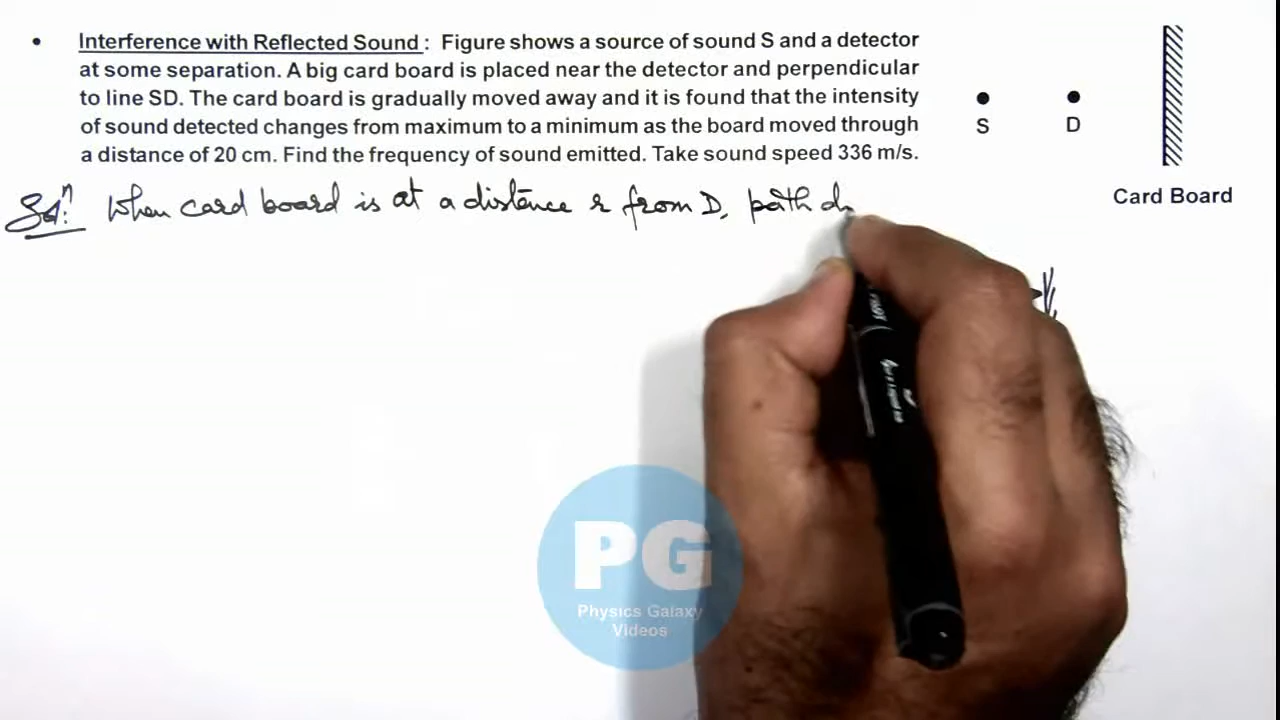 • Interference with Reflected Sound : Figure shows a source of sound S and a detector
at some separation. A big card board is placed near the detector and perpendicular
to line SD. The card board is gradually moved away and it is found that the intensity
of sound detected changes from maximum to a minimum as the board moved through
a distance of 20 cm. Find the frequency of sound emitted. Take sound speed 336 m/s.
S D
Card Board
Solⁿ: When card board is at a distance x from D, path d
PG
Physics Galaxy
Videos